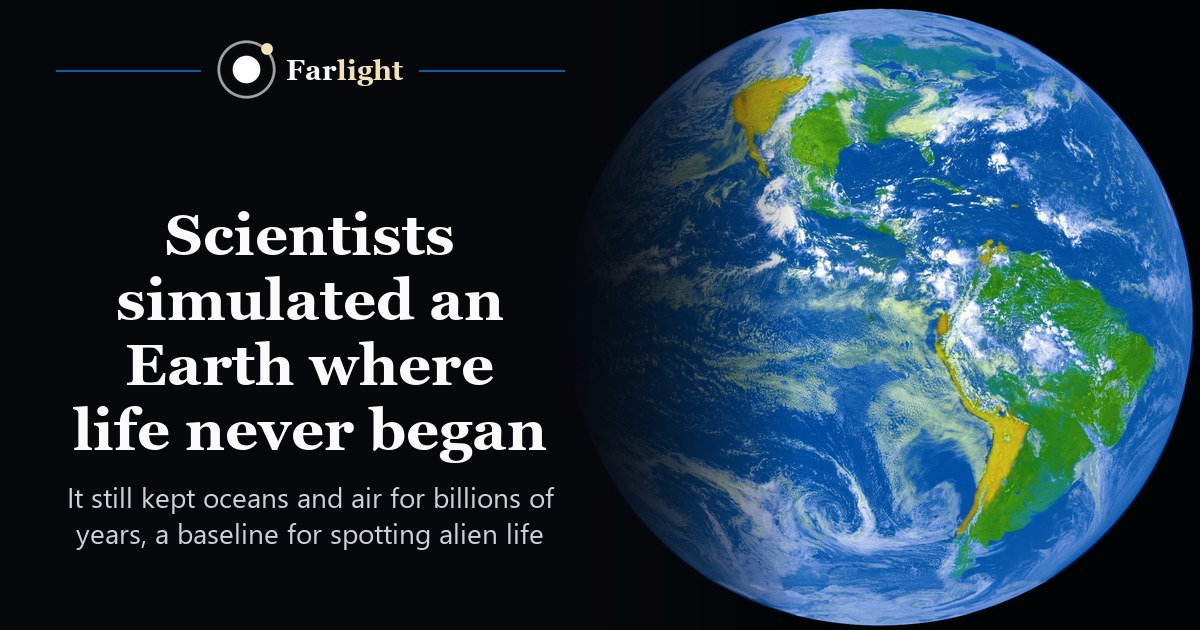 Farlight
Scientists
simulated an
Earth where
life never began
It still kept oceans and air for billions of
years, a baseline for spotting alien life